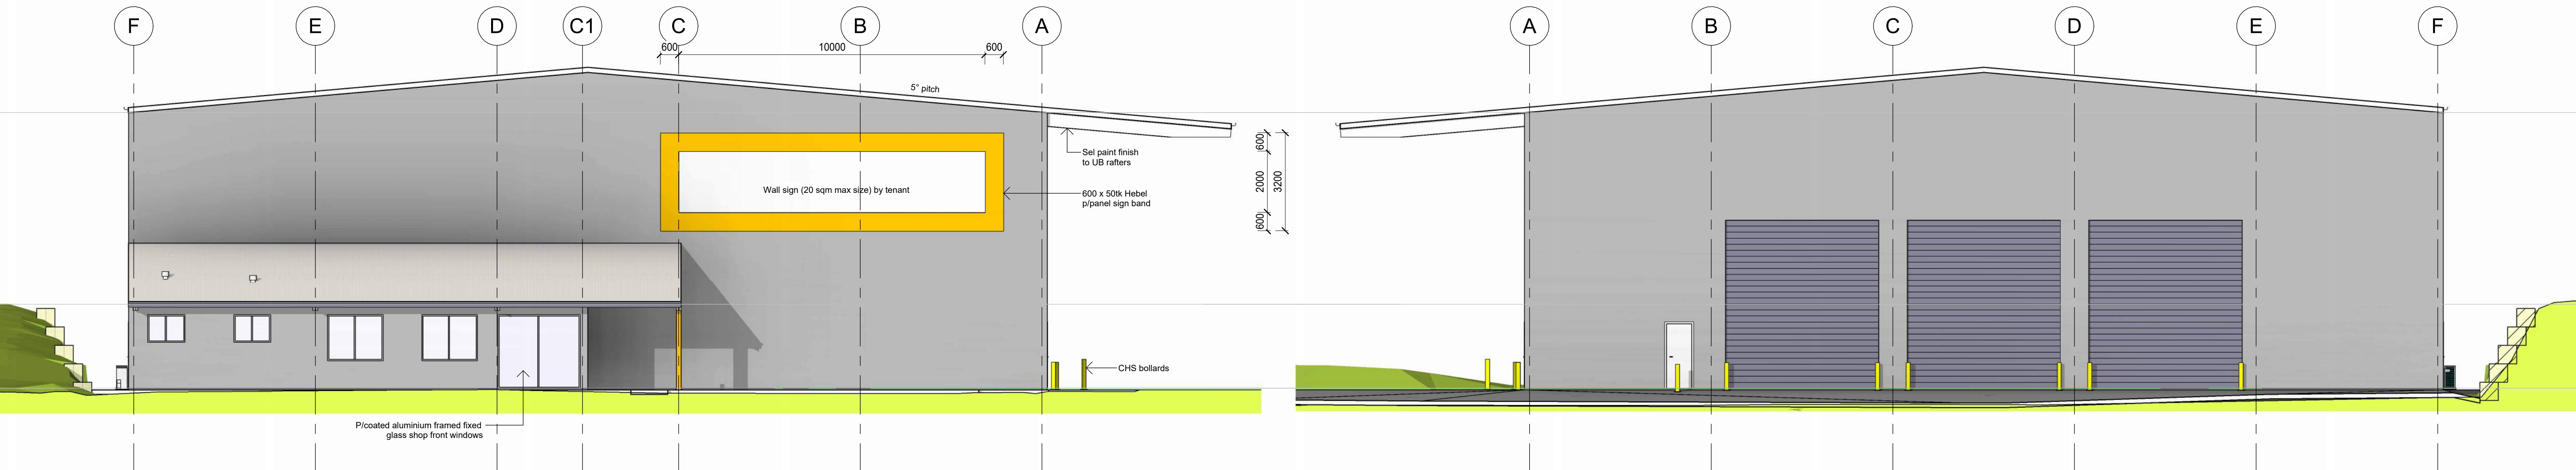 F
E
D
C1
C
B
A
A
B
C
D
E
F
600
10000
600
5° pitch
Sel paint finish
to UB rafters
600
2000
600
3200
Wall sign (20 sqm max size) by tenant
600 x 50tk Hebel
p/panel sign band
CHS bollards
P/coated aluminium framed fixed
glass shop front windows